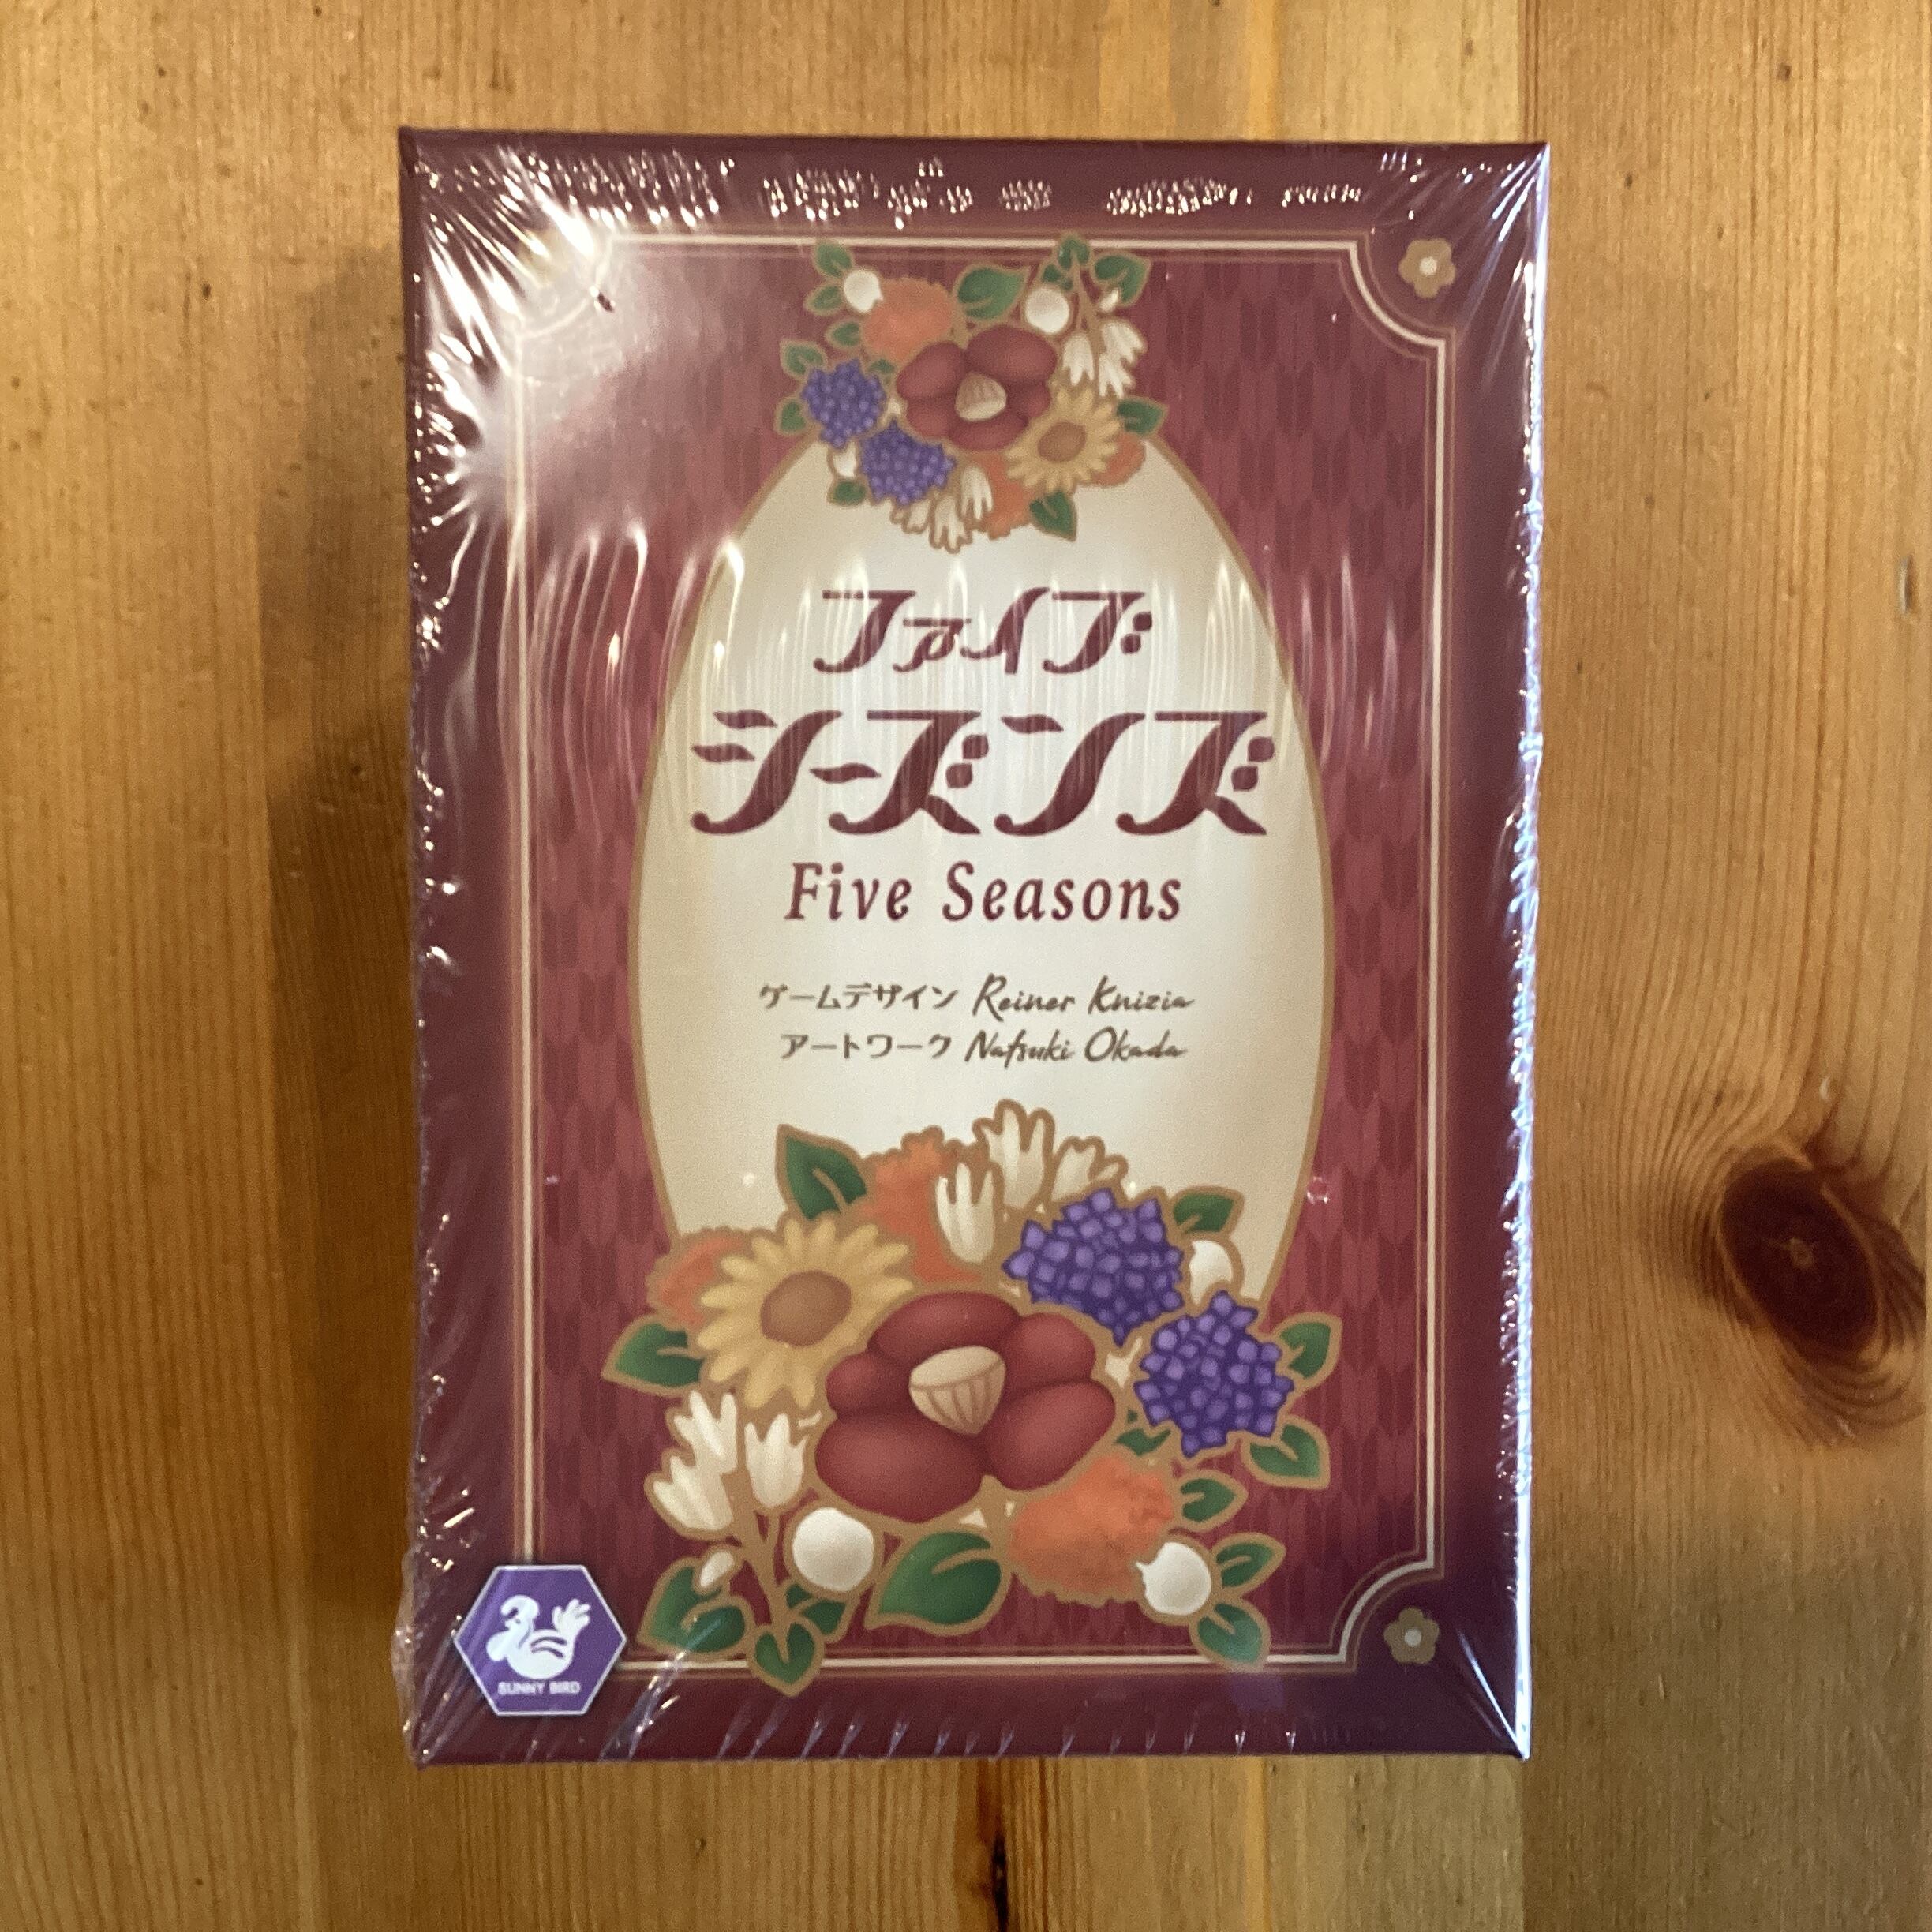 ファイブ
シーズンズ
Five Seasons
ゲームデザイン Reiner Knizia
アートワーク Natsuki Okada
SUNNY BIRD